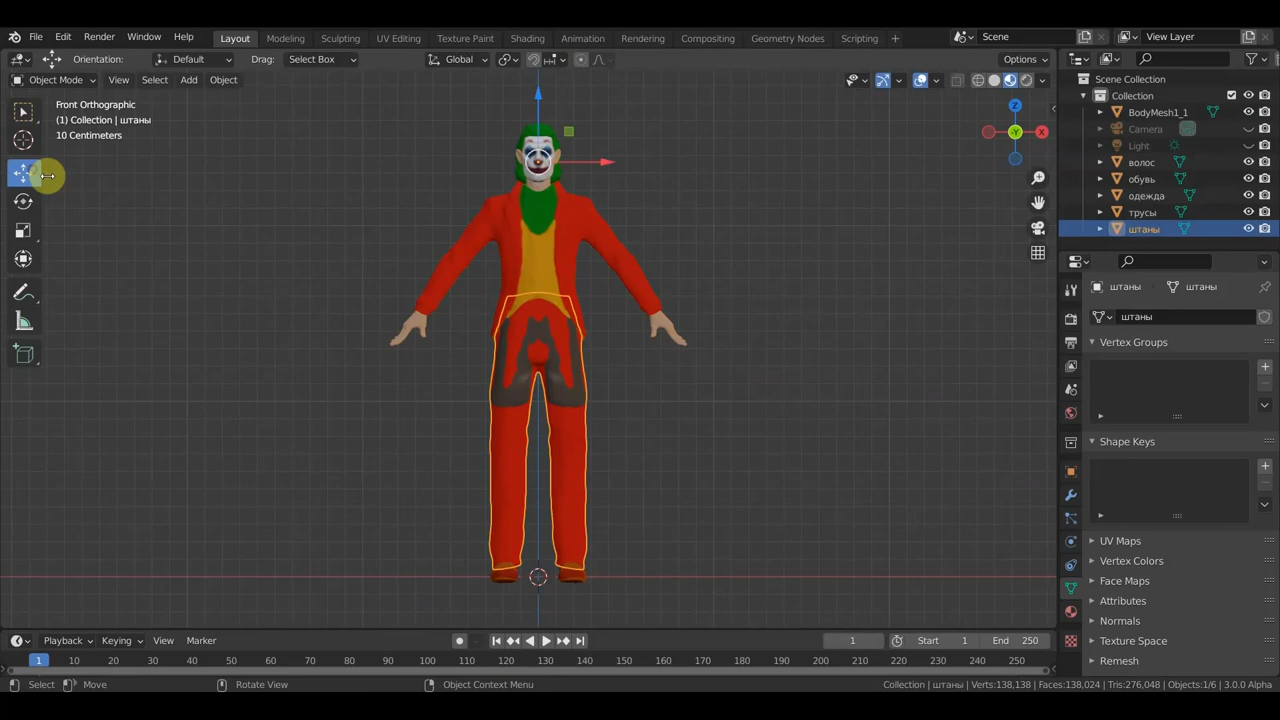 File Edit Render Window Help Layout Modeling Sculpting UV Editing Texture Paint Shading Animation Rendering Compositing Geometry Nodes Scripting + Scene View Layer
Orientation: Default Drag: Select Box Global Options
Object Mode View Select Add Object
Scene Collection
Collection
BodyMesh1_1
Camera
Light
волос
обувь
одежда
трусы
штаны
Front Orthographic
(1) Collection | штаны
10 Centimeters
X
-Y
Z
штаны штаны
штаны
Vertex Groups
Shape Keys
UV Maps
Vertex Colors
Face Maps
Attributes
Normals
Texture Space
Remesh
Playback Keying View Marker 1 Start 1 End 250
1 10 20 30 40 50 60 70 80 90 100 110 120 130 140 150 160 170 180 190 200 210 220 230 240 250
Select Move Rotate View Object Context Menu Collection | штаны | Verts:138,138 | Faces:138,024 | Tris:276,048 | Objects:1/6 | 3.0.0 Alpha